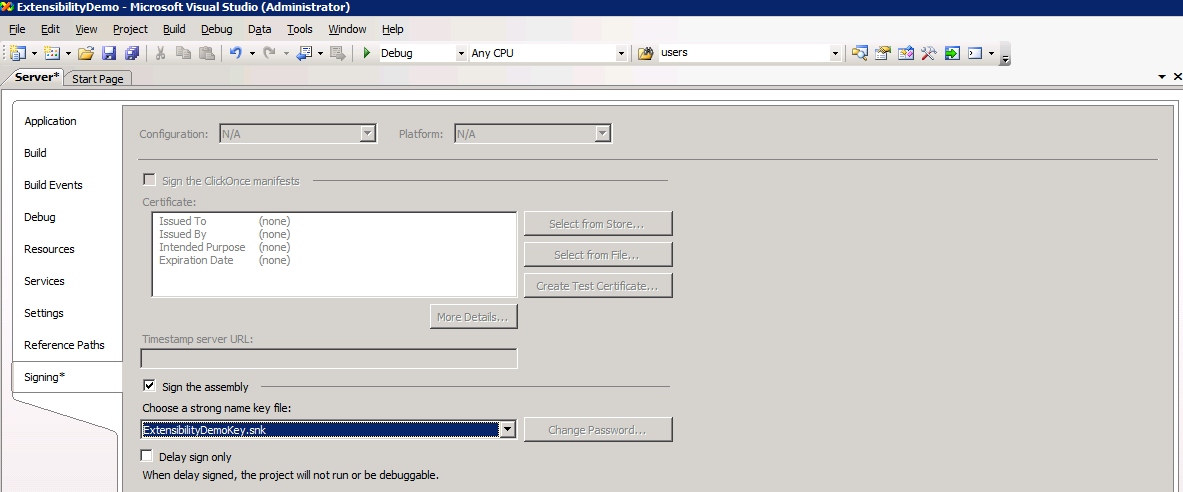 ExtensibilityDemo - Microsoft Visual Studio (Administrator)
File Edit View Project Build Debug Data Tools Window Help
Debug Any CPU users
Server* Start Page
Application
Build
Build Events
Debug
Resources
Services
Settings
Reference Paths
Signing*
Configuration: N/A Platform: N/A
Sign the ClickOnce manifests
Certificate:
Issued To (none)
Issued By (none)
Intended Purpose (none)
Expiration Date (none)
Select from Store...
Select from File...
Create Test Certificate...
More Details...
Timestamp server URL:
Sign the assembly
Choose a strong name key file:
ExtensibilityDemoKey.snk
Change Password...
Delay sign only
When delay signed, the project will not run or be debuggable.